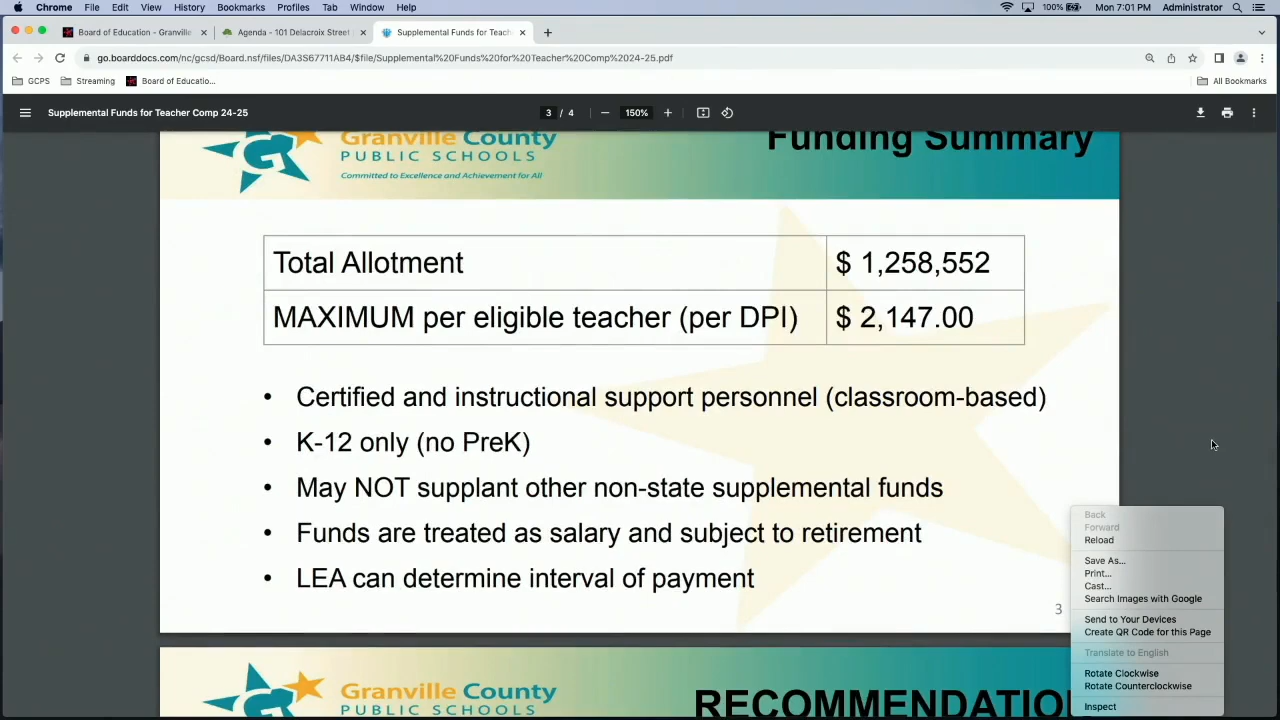 Chrome File Edit View History Bookmarks Profiles Tab Window Help 100% Mon 7:01 PM Administrator
Board of Education - Granville Agenda - 101 Delacroix Street Supplemental Funds for Teach
go.boarddocs.com/nc/gcsd/Board.nsf/files/DA3S67711AB4/$file/Supplemental%20Funds%20for%20Teacher%20Comp%2024-25.pdf
GCPS Streaming Board of Educatio... All Bookmarks
Supplemental Funds for Teacher Comp 24-25 3 / 4 150%
Granville County Funding Summary
PUBLIC SCHOOLS
Committed to Excellence and Achievement for All
G
Total Allotment $ 1,258,552
MAXIMUM per eligible teacher (per DPI) $ 2,147.00
• Certified and instructional support personnel (classroom-based)
• K-12 only (no PreK)
• May NOT supplant other non-state supplemental funds
• Funds are treated as salary and subject to retirement
• LEA can determine interval of payment
3
Back
Forward
Reload
Save As...
Print...
Cast...
Search Images with Google
Send to Your Devices
Create QR Code for this Page
Translate to English
Rotate Clockwise
Rotate Counterclockwise
Inspect
Granville County RECOMMENDATIO
PUBLIC SCHOOLS